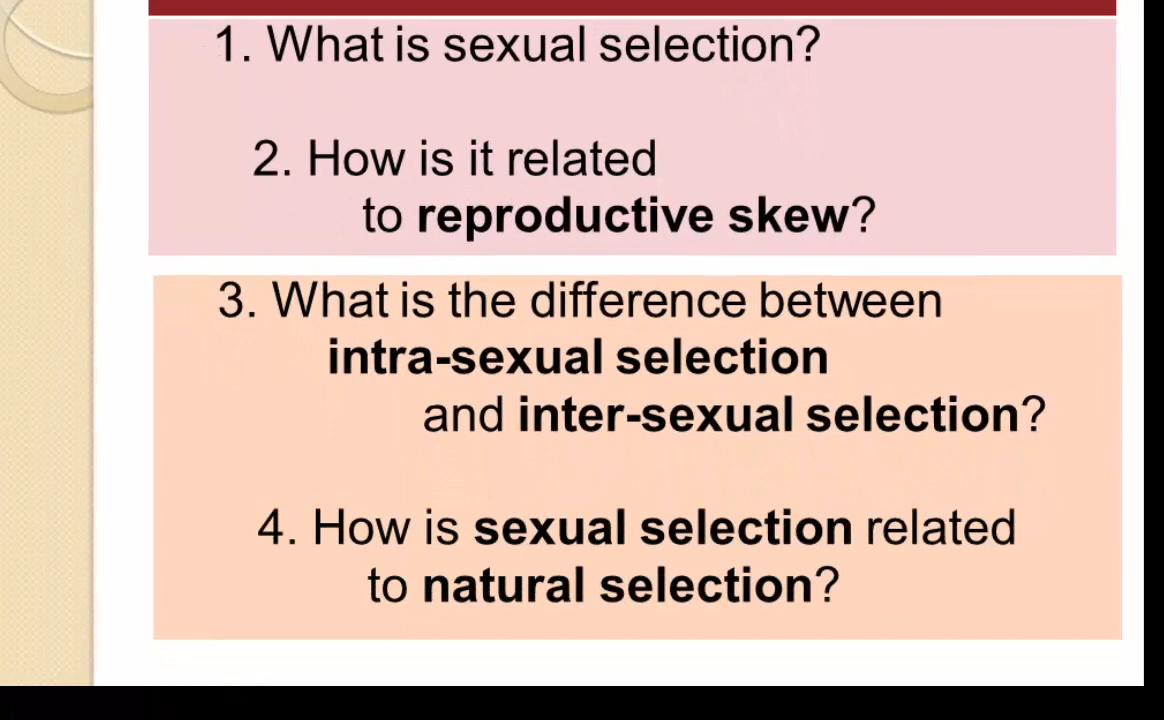 1. What is sexual selection?
2. How is it related
to reproductive skew?
3. What is the difference between
intra-sexual selection
and inter-sexual selection?
4. How is sexual selection related
to natural selection?